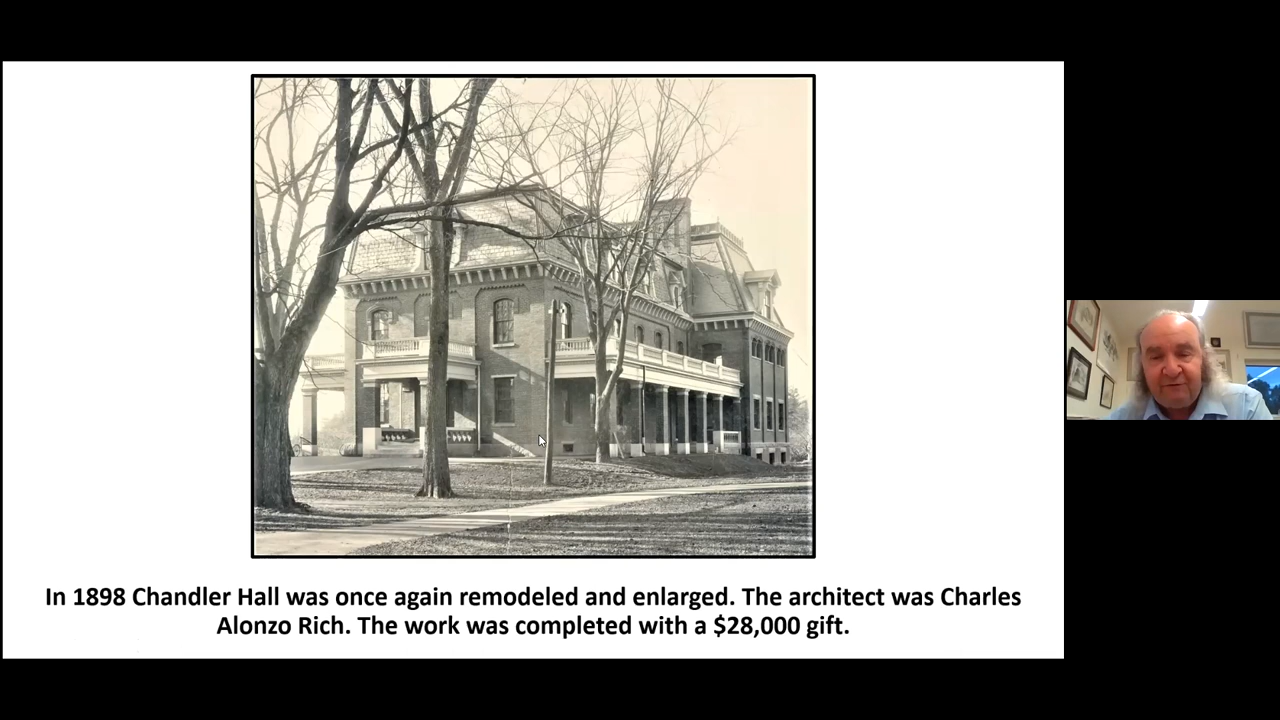 In 1898 Chandler Hall was once again remodeled and enlarged. The architect was Charles
Alonzo Rich. The work was completed with a $28,000 gift.